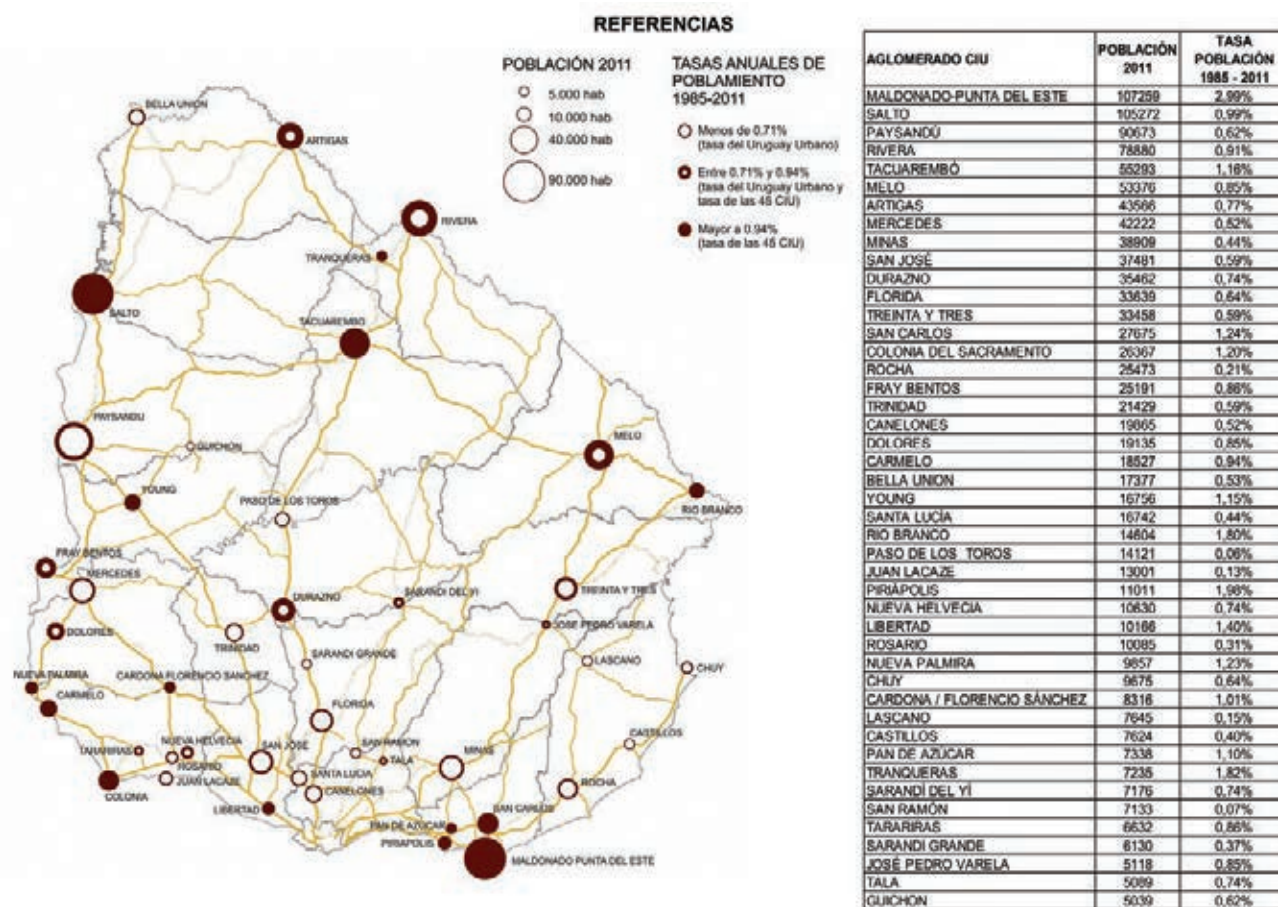 REFERENCIAS
POBLACIÓN 2011
5.000 hab
10.000 hab
40.000 hab
90.000 hab
TASAS ANUALES DE
POBLAMIENTO
1985-2011
Menos de 0.71%
(tasa del Uruguay Urbano)
Entre 0.71% y 0.94%
(tasa del Uruguay Urbano y
tasa de las 45 CIU)
Mayor a 0.94%
(tasa de las 45 CIU)
BELLA UNION
ARTIGAS
RIVERA
TRANQUERAS
SALTO
TACUAREMBO
PAYSANDU
GUICHÓN
MELO
YOUNG
PASO DE LOS TOROS
RIO BRANCO
FRAY BENTOS
MERCEDES
DURAZNO
SARANDI DEL YÍ
TREINTA Y TRES
DOLORES
TRINIDAD
JOSE PEDRO VARELA
SARANDI GRANDE
LASCANO
CHUY
NUEVA PALMIRA
CARDONA FLORENCIO SANCHEZ
CARMELO
FLORIDA
CASTILLOS
TARARIRAS
NUEVA HELVECIA
SAN JOSE
SAN RAMÓN
MINAS
ROSARIO
TALA
JUAN LACAZE
SANTA LUCÍA
ROCHA
COLONIA
CANELONES
LIBERTAD
SAN CARLOS
PAN DE AZÚCAR
PIRIAPOLIS
MALDONADO PUNTA DEL ESTE
AGLOMERADO CIU POBLACIÓN 2011 TASA POBLACIÓN 1985 - 2011
MALDONADO-PUNTA DEL ESTE 107259 2,99%
SALTO 105272 0,99%
PAYSANDÚ 90673 0,62%
RIVERA 78880 0,91%
TACUAREMBÓ 55293 1,16%
MELO 53376 0,85%
ARTIGAS 43566 0,77%
MERCEDES 42222 0,52%
MINAS 38909 0,44%
SAN JOSÉ 37481 0,59%
DURAZNO 35462 0,74%
FLORIDA 33639 0,64%
TREINTA Y TRES 33458 0,59%
SAN CARLOS 27675 1,24%
COLONIA DEL SACRAMENTO 26367 1,20%
ROCHA 25473 0,21%
FRAY BENTOS 25191 0,86%
TRINIDAD 21429 0,59%
CANELONES 19865 0,52%
DOLORES 19135 0,85%
CARMELO 18527 0,94%
BELLA UNION 17377 0,53%
YOUNG 16756 1,15%
SANTA LUCÍA 16742 0,44%
RIO BRANCO 14604 1,80%
PASO DE LOS TOROS 14121 0,06%
JUAN LACAZE 13001 0,13%
PIRIÁPOLIS 11011 1,98%
NUEVA HELVECIA 10630 0,74%
LIBERTAD 10166 1,40%
ROSARIO 10085 0,31%
NUEVA PALMIRA 9857 1,23%
CHUY 9675 0,64%
CARDONA / FLORENCIO SÁNCHEZ 8316 1,01%
LASCANO 7645 0,15%
CASTILLOS 7624 0,40%
PAN DE AZÚCAR 7338 1,10%
TRANQUERAS 7235 1,82%
SARANDÍ DEL YÍ 7176 0,74%
SAN RAMÓN 7133 0,07%
TARARIRAS 6632 0,86%
SARANDI GRANDE 6130 0,37%
JOSÉ PEDRO VARELA 5118 0,85%
TALA 5089 0,74%
GUICHON 5039 0,62%